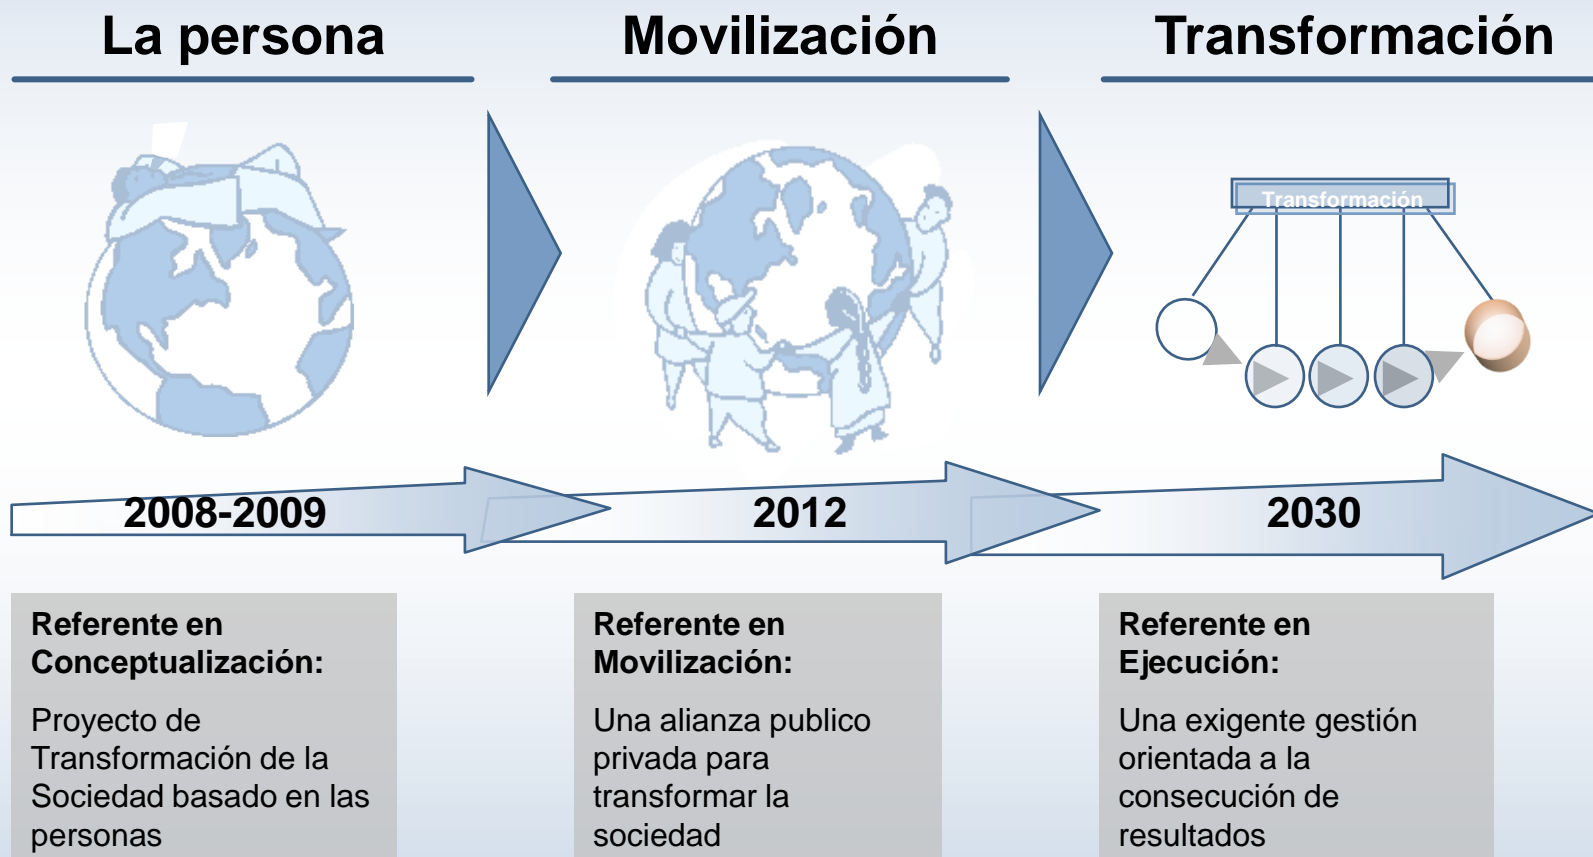 La persona
Movilización
Transformación
Transformación
2008-2009
2012
2030
Referente en
Conceptualización:
Proyecto de
Transformación de la
Sociedad basado en las
personas
Referente en
Movilización:
Una alianza publico
privada para
transformar la
sociedad
Referente en
Ejecución:
Una exigente gestión
orientada a la
consecución de
resultados